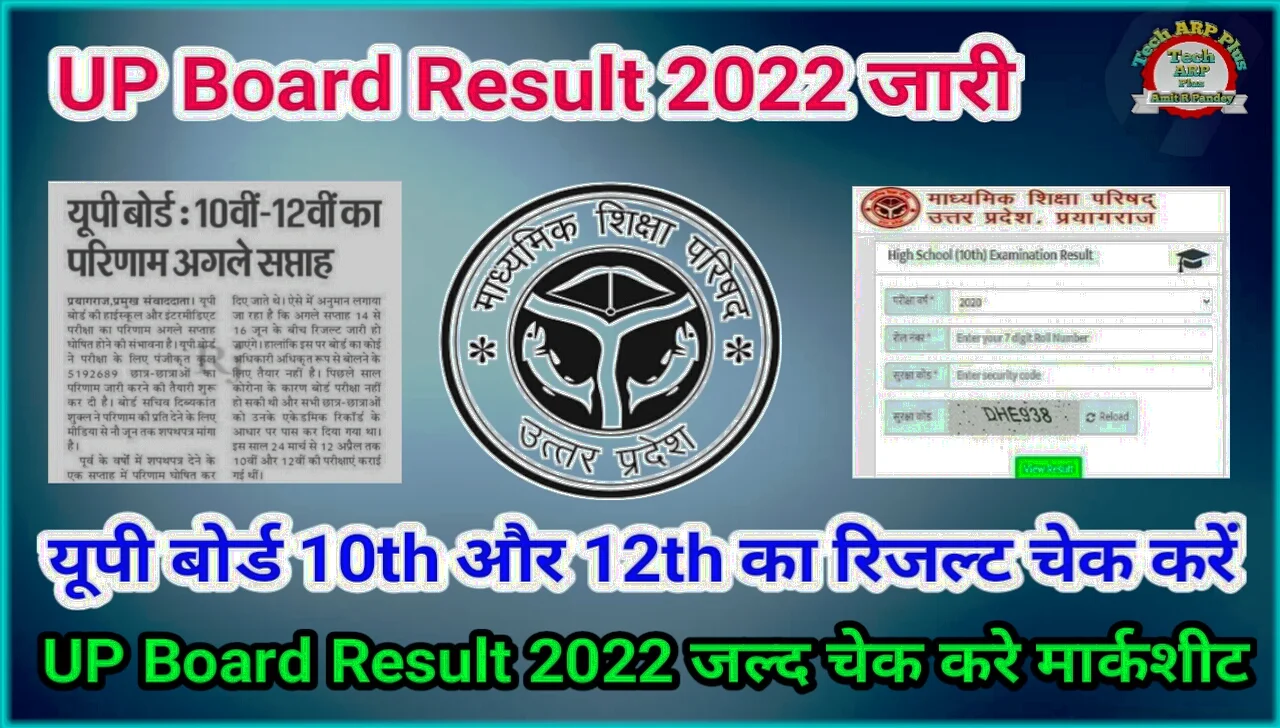 UP Board Result 2022 जारी
Tech ARP Plus
Tech
ARP
Plus
Amit R Pandey
यूपी बोर्ड : 10वीं-12वीं का
परिणाम अगले सप्ताह
प्रयागराज,प्रमुख संवाददाता। यूपी
बोर्ड की हाईस्कूल और इंटरमीडिएट
परीक्षा का परिणाम अगले सप्ताह
घोषित होने की संभावना है। यूपी बोर्ड
ने परीक्षा के लिए पंजीकृत कुल
5192689 छात्र-छात्राओं का
परिणाम जारी करने की तैयारी शुरू
कर दी है। बोर्ड सचिव दिब्यकांत
शुक्ल ने परिणाम की प्रति देने के लिए
मीडिया से नौ जून तक शपथपत्र मांगा
है।
पूर्व के वर्षों में शपथपत्र देने के
एक सप्ताह में परिणाम घोषित कर
दिए जाते थे। ऐसे में अनुमान लगाया
जा रहा है कि अगले सप्ताह 14 से
16 जून के बीच रिजल्ट जारी हो
जाएंगे। हालांकि इस पर बोर्ड का कोई
अधिकारी अधिकृत रूप से बोलने के
लिए तैयार नहीं है। पिछले साल
कोरोना के कारण बोर्ड परीक्षा नहीं
हो सकी थी और सभी छात्र-छात्राओं
को उनके एकेडमिक रिकॉर्ड के
आधार पर पास कर दिया गया था।
इस साल 24 मार्च से 12 अप्रैल तक
10वीं और 12वीं की परीक्षाएं कराई
गई थीं।
माध्यमिक शिक्षा परिषद
उत्तर प्रदेश
माध्यमिक शिक्षा परिषद्
उत्तर प्रदेश, प्रयागराज
High School (10th) Examination Result
परीक्षा वर्ष * 2020
रोल नंबर * Enter your 7 digit Roll Number
सुरक्षा कोड * Enter security code
सुरक्षा कोड DHE938 Reload
View Result
यूपी बोर्ड 10th और 12th का रिजल्ट चेक करें
UP Board Result 2022 जल्द चेक करे मार्कशीट